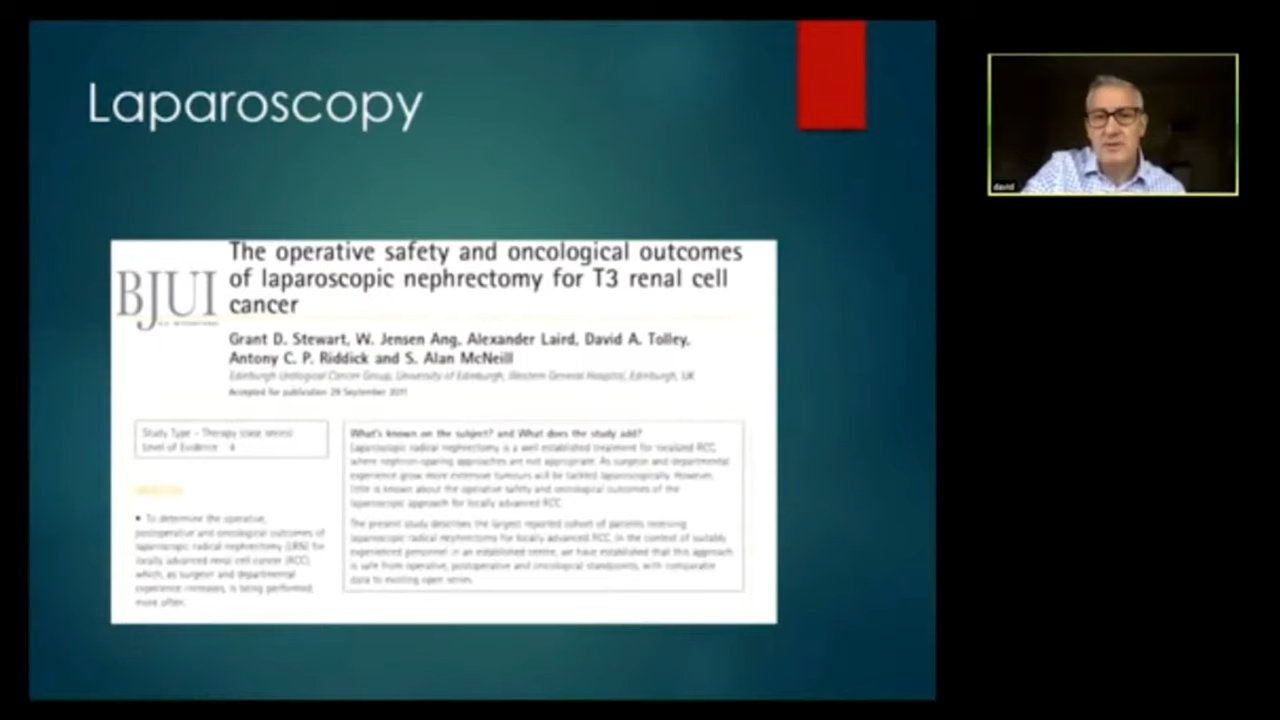 Laparoscopy
The operative safety and oncological outcomes
of laparoscopic nephrectomy for T3 renal cell
cancer
BJUI
Grant D. Stewart, W. Jensen Ang, Alexander Laird, David A. Tolley,
Antony C. P. Riddick and S. Alan McNeill
Edinburgh Urological Cancer Group, University of Edinburgh, Western General Hospital, Edinburgh, UK
Accepted for publication 29 September 2011
Study Type – Therapy (case series)
Level of Evidence 4
What's known on the subject? and What does the study add?
Laparoscopic radical nephrectomy is a well established treatment for localized RCC,
where nephron-sparing approaches are not appropriate. As surgeon and departmental
experience grow more extensive tumours will be tackled laparoscopically. However,
little is known about the operative safety and oncological outcomes of the
laparoscopic approach for locally advanced RCC.
The present study describes the largest reported cohort of patients receiving
laparoscopic radical nephrectomy for locally advanced RCC. In the context of suitably
experienced personnel in an established centre, we have established that this approach
is safe from operative, postoperative and oncological standpoints, with comparable
data to existing open series.
• To determine the operative,
postoperative and oncological outcomes of
laparoscopic radical nephrectomy (LRN) for
locally advanced renal cell cancer (RCC),
which, as surgeon and departmental
experience increases, is being performed
more often.
david